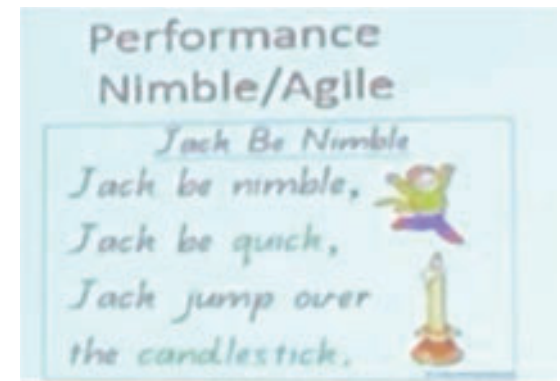 Performance
Nimble/Agile
Jack Be Nimble
Jack be nimble,
Jack be quick,
Jack jump over
the candlestick.